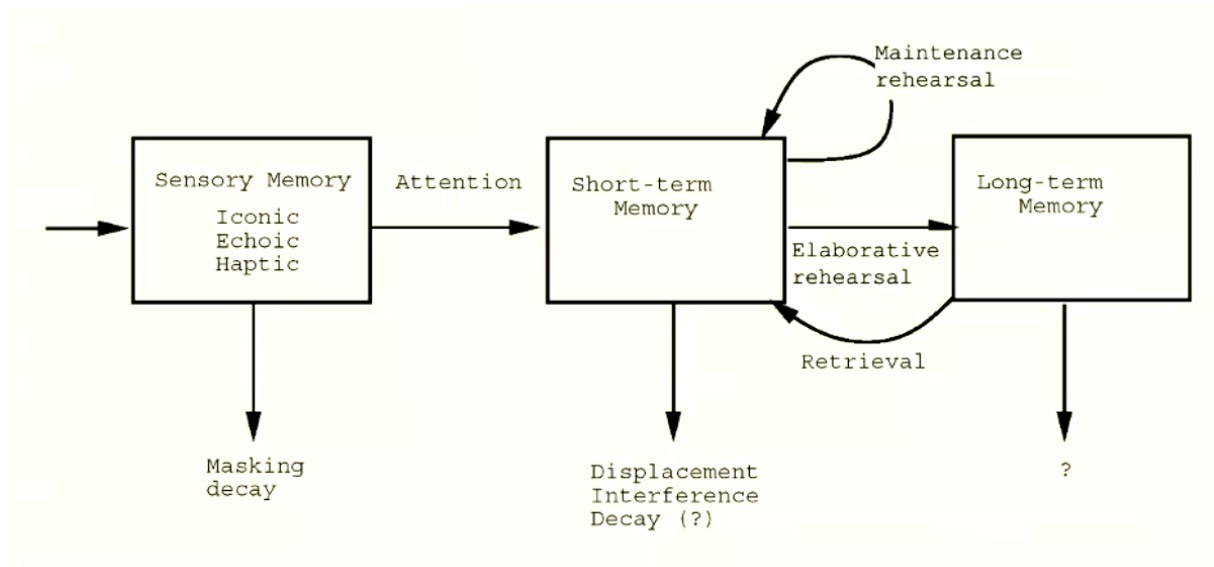 Maintenance
rehearsal
Sensory Memory
Iconic
Echoic
Haptic
Attention
Short-term
Memory
Long-term
Memory
Elaborative
rehearsal
Retrieval
Masking
decay
Displacement
Interference
Decay (?)
?